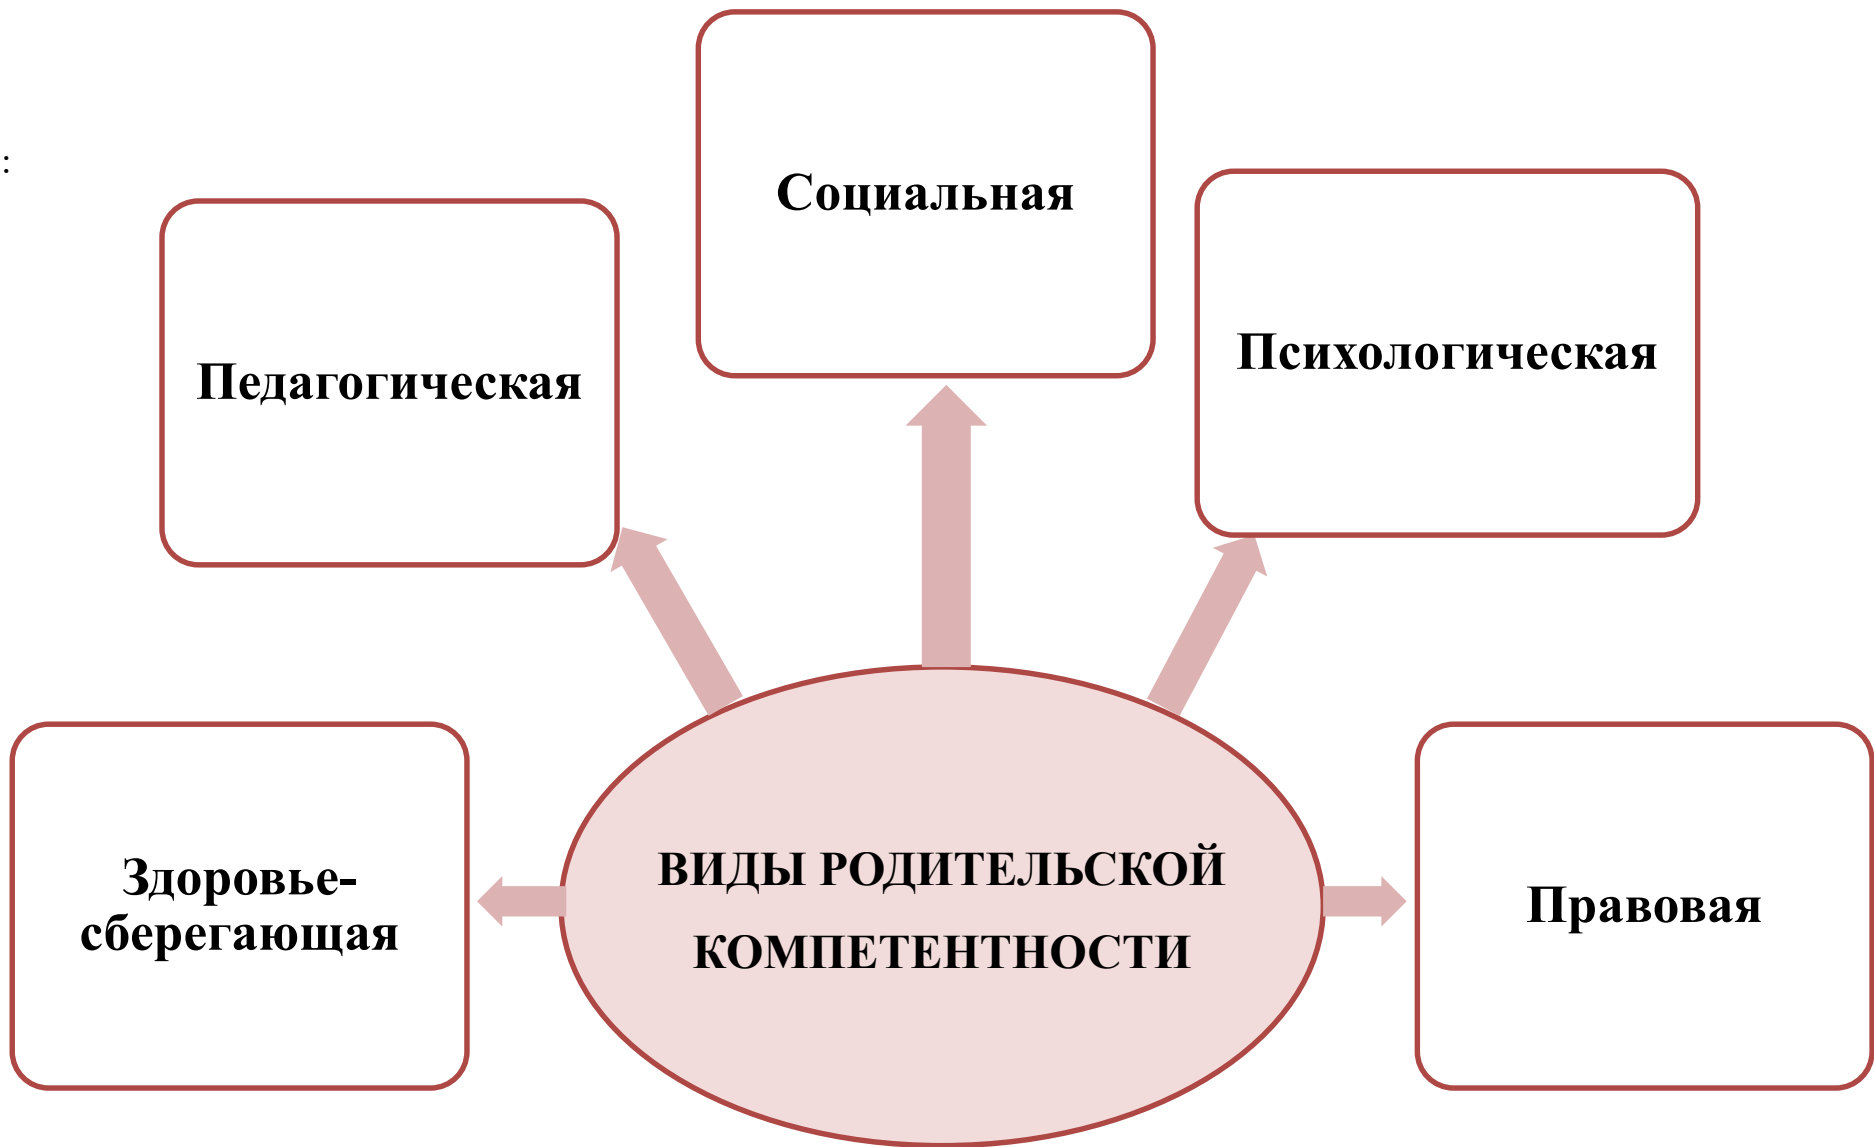 :
Социальная
Педагогическая
Психологическая
Здоровье-
сберегающая
ВИДЫ РОДИТЕЛЬСКОЙ
КОМПЕТЕНТНОСТИ
Правовая